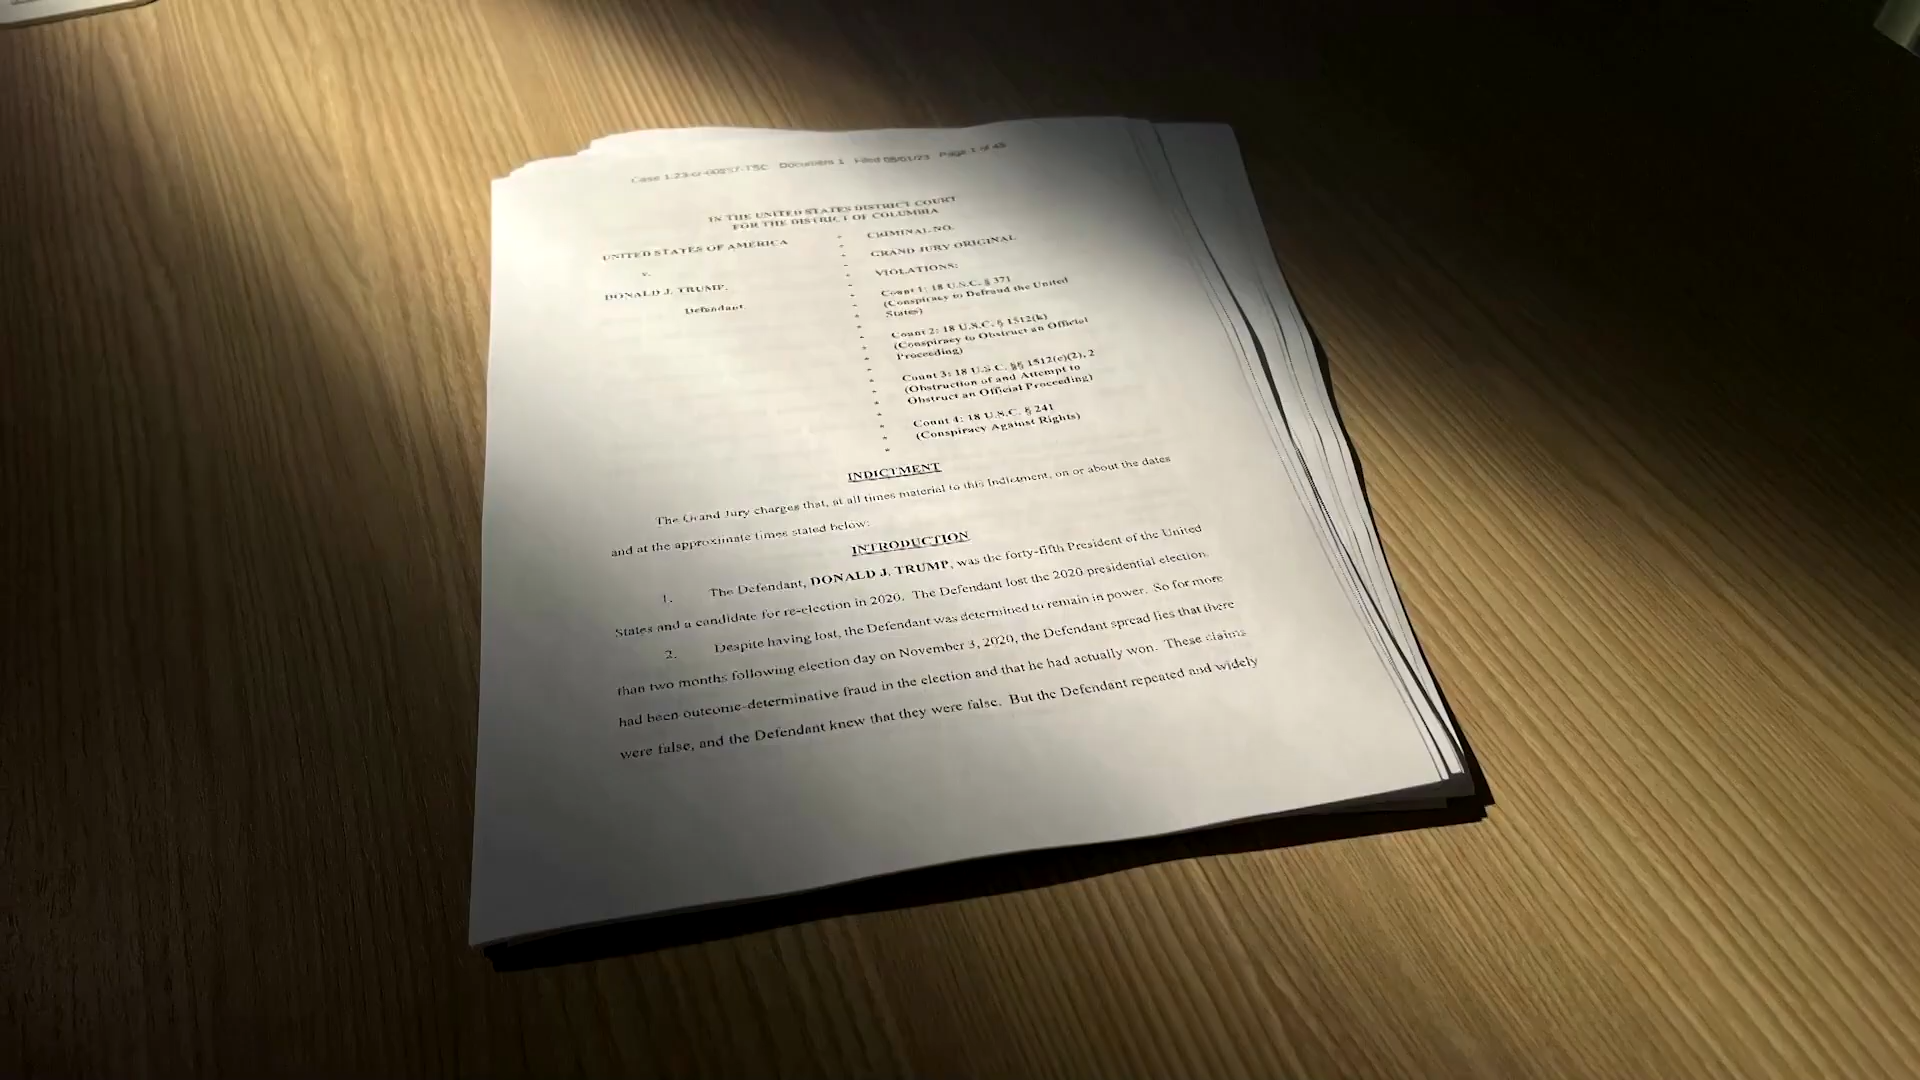 Case 1:23-cr-00257-TSC Document 1 Filed 08/01/23 Page 1 of 45
IN THE UNITED STATES DISTRICT COURT
FOR THE DISTRICT OF COLUMBIA
UNITED STATES OF AMERICA
v.
DONALD J. TRUMP,
Defendant.
* CRIMINAL NO.
* GRAND JURY ORIGINAL
* VIOLATIONS:
* Count 1: 18 U.S.C. § 371
* (Conspiracy to Defraud the United
* States)
* Count 2: 18 U.S.C. § 1512(k)
* (Conspiracy to Obstruct an Official
* Proceeding)
* Count 3: 18 U.S.C. §§ 1512(c)(2), 2
* (Obstruction of and Attempt to
* Obstruct an Official Proceeding)
* Count 4: 18 U.S.C. § 241
* (Conspiracy Against Rights)
INDICTMENT
The Grand Jury charges that, at all times material to this Indictment, on or about the dates
and at the approximate times stated below:
INTRODUCTION
1. The Defendant, DONALD J. TRUMP, was the forty-fifth President of the United
States and a candidate for re-election in 2020. The Defendant lost the 2020 presidential election.
2. Despite having lost, the Defendant was determined to remain in power. So for more
than two months following election day on November 3, 2020, the Defendant spread lies that there
had been outcome-determinative fraud in the election and that he had actually won. These claims
were false, and the Defendant knew that they were false. But the Defendant repeated and widely